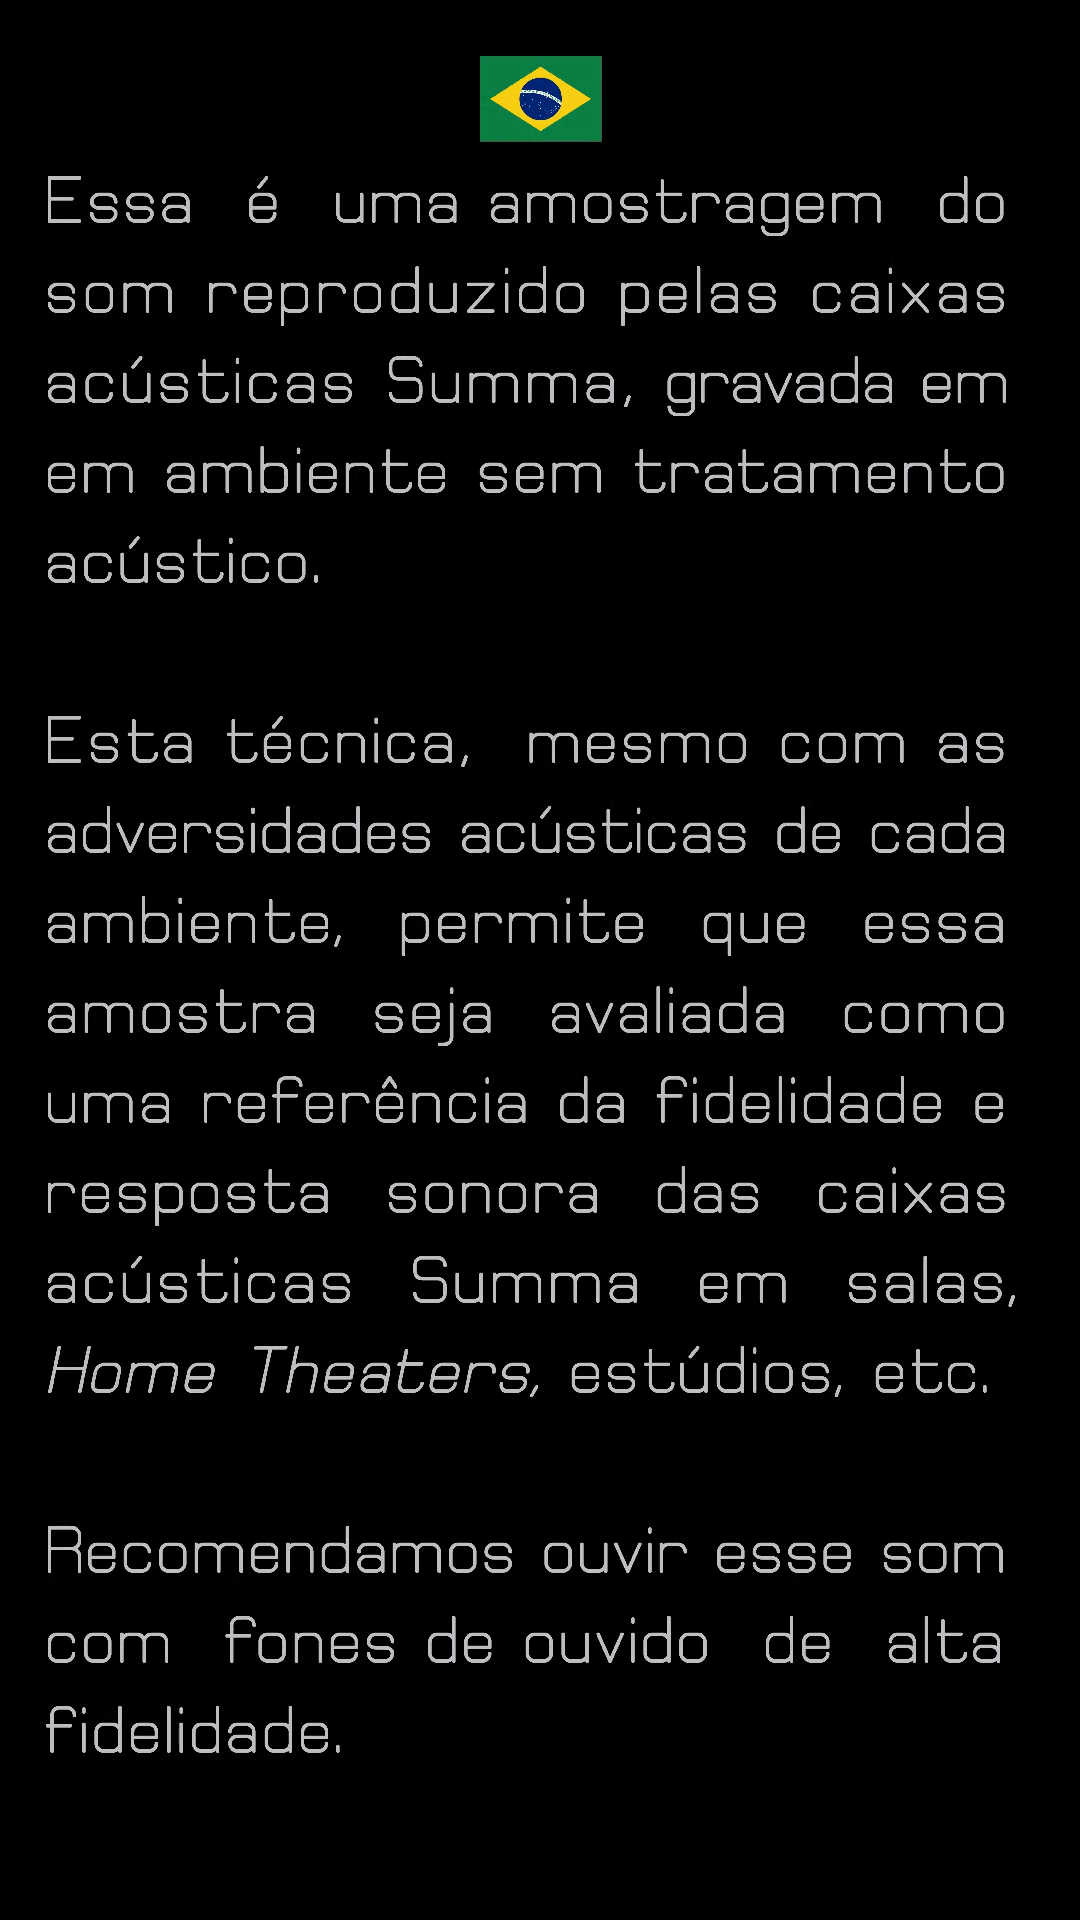 Essa é uma amostragem do
som reproduzido pelas caixas
acústicas Summa, gravada em
em ambiente sem tratamento
acústico.
Esta técnica, mesmo com as
adversidades acústicas de cada
ambiente, permite que essa
amostra seja avaliada como
uma referência da fidelidade e
resposta sonora das caixas
acústicas Summa em salas,
Home Theaters, estúdios, etc.
Recomendamos ouvir esse som
com fones de ouvido de alta
fidelidade.